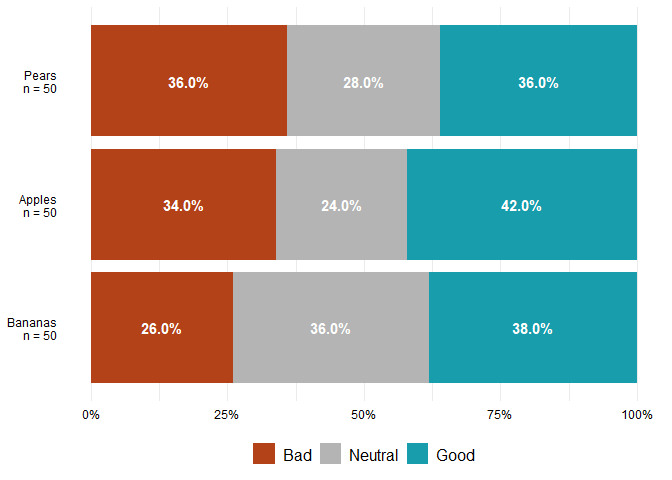 Pears
n = 50
36.0%
28.0%
36.0%
Apples
n = 50
34.0%
24.0%
42.0%
Bananas
n = 50
26.0%
36.0%
38.0%
0%
25%
50%
75%
100%
Bad
Neutral
Good